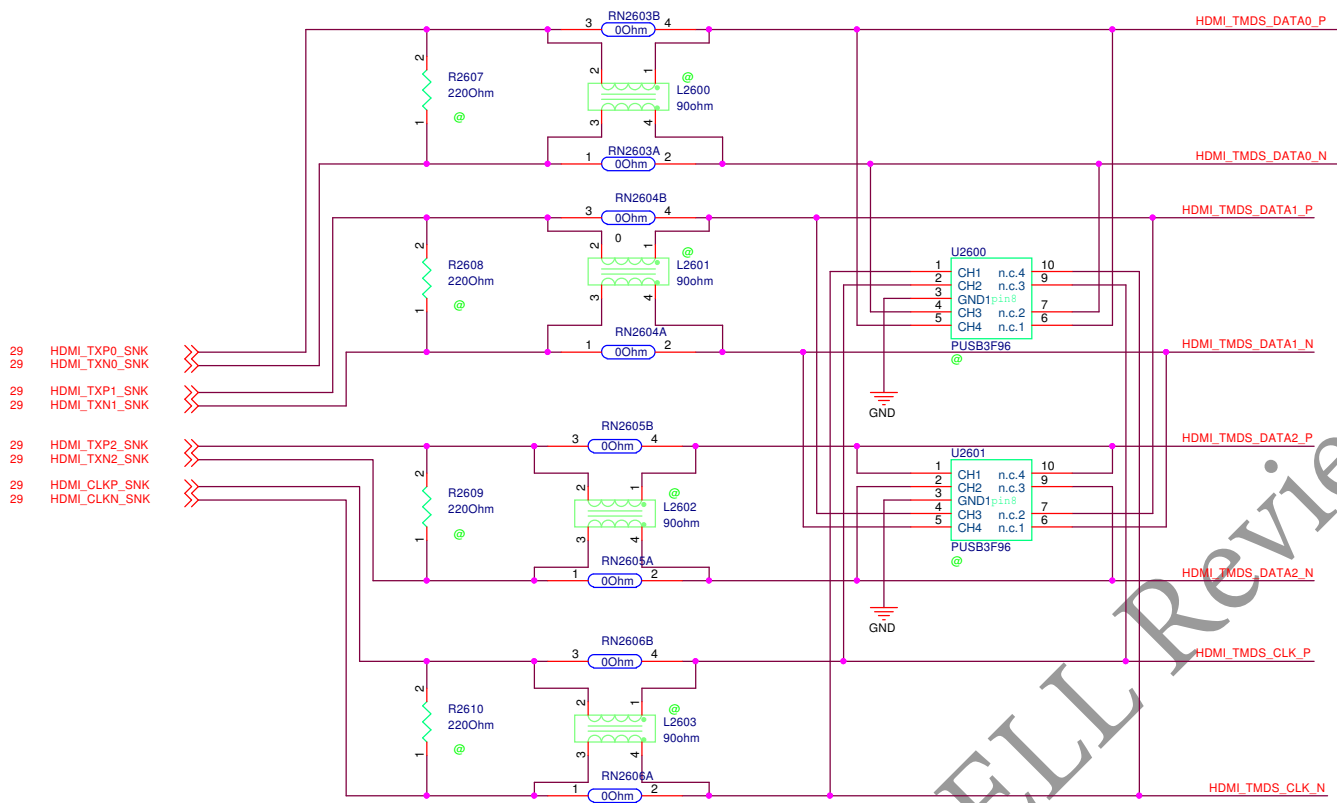 RN2603B
3 4
0Ohm
HDMI_TMDS_DATA0_P
2
R2607
220Ohm
@
1
2 1
@
L2600
90ohm
3 4
RN2603A
1 2
0Ohm
HDMI_TMDS_DATA0_N
RN2604B
3 4
0Ohm
HDMI_TMDS_DATA1_P
0
2
R2608
220Ohm
@
1
2 1
@
L2601
90ohm
3 4
RN2604A
1 2
0Ohm
HDMI_TMDS_DATA1_N
U2600
1 CH1 n.c.4 10
2 CH2 n.c.3 9
3 GND1 pin8
4 CH3 n.c.2 7
5 CH4 n.c.1 6
PUSB3F96
@
GND
29 HDMI_TXP0_SNK
29 HDMI_TXN0_SNK
29 HDMI_TXP1_SNK
29 HDMI_TXN1_SNK
29 HDMI_TXP2_SNK
29 HDMI_TXN2_SNK
29 HDMI_CLKP_SNK
29 HDMI_CLKN_SNK
RN2605B
3 4
0Ohm
HDMI_TMDS_DATA2_P
2
R2609
220Ohm
@
1
2 1
@
L2602
90ohm
3 4
RN2605A
1 2
0Ohm
HDMI_TMDS_DATA2_N
U2601
1 CH1 n.c.4 10
2 CH2 n.c.3 9
3 GND1 pin8
4 CH3 n.c.2 7
5 CH4 n.c.1 6
PUSB3F96
@
GND
RN2606B
3 4
0Ohm
HDMI_TMDS_CLK_P
2
R2610
220Ohm
@
1
2 1
@
L2603
90ohm
3 4
RN2606A
1 2
0Ohm
HDMI_TMDS_CLK_N
ELL Revie